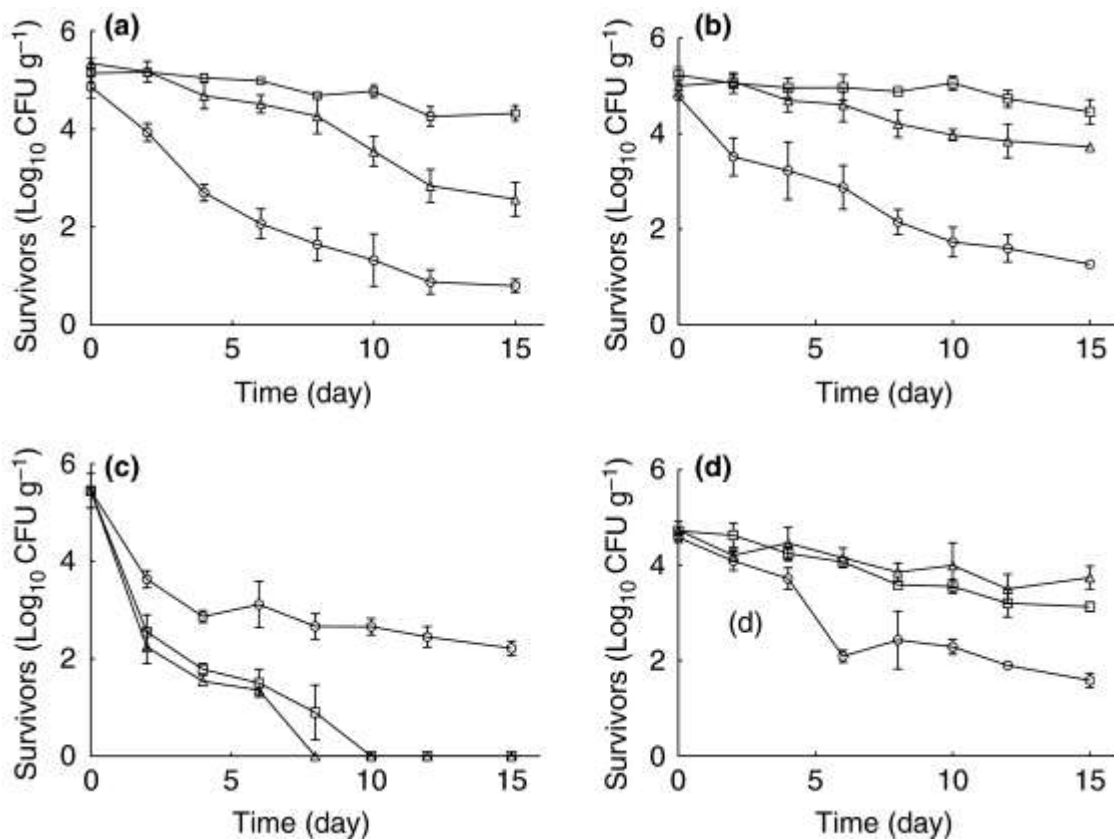 (a)
6
4
2
0
Survivors (Log₁₀ CFU g⁻¹)
0 5 10 15
Time (day)
(b)
6
4
2
0
Survivors (Log₁₀ CFU g⁻¹)
0 5 10 15
Time (day)
(c)
6
4
2
0
Survivors (Log₁₀ CFU g⁻¹)
0 5 10 15
Time (day)
(d)
6
4
2
0
Survivors (Log₁₀ CFU g⁻¹)
(d)
0 5 10 15
Time (day)